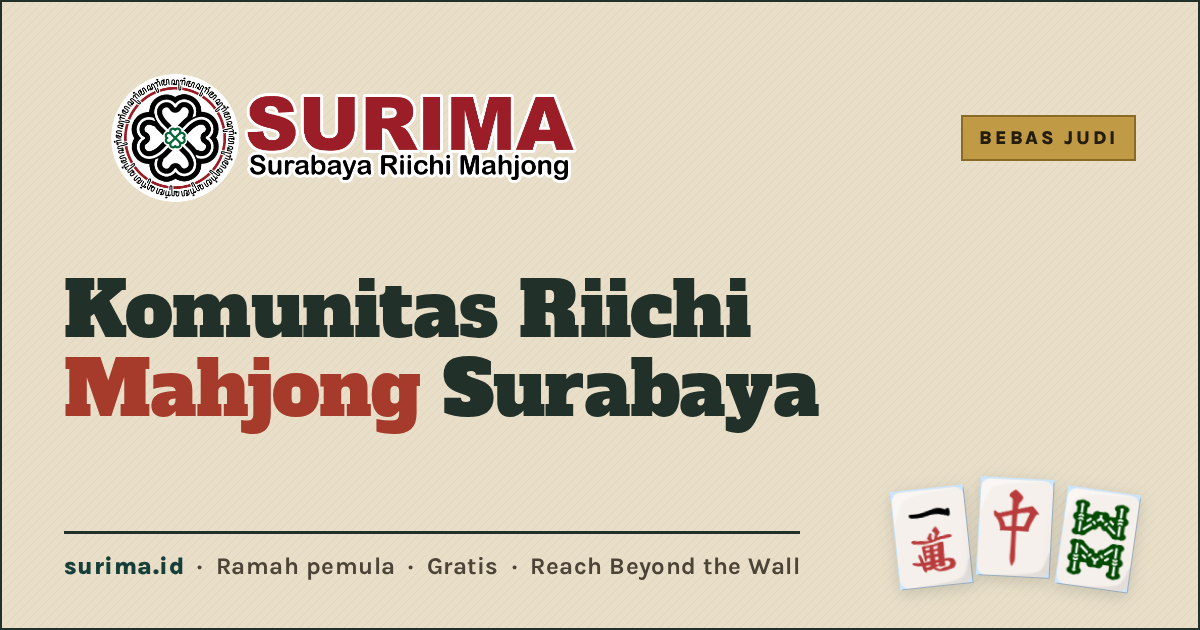 SURIMA
Surabaya Riichi Mahjong
BEBAS JUDI
Komunitas Riichi
Mahjong Surabaya
surima.id · Ramah pemula · Gratis · Reach Beyond the Wall
一萬 中